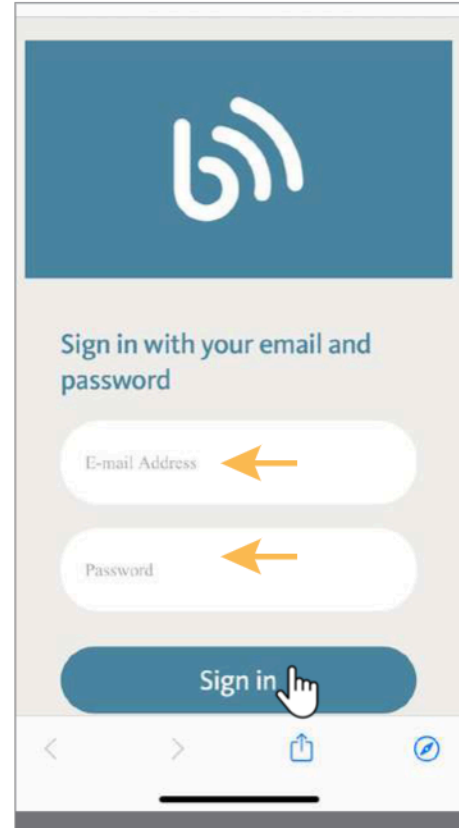 Sign in with your email and
password
E-mail Address
Password
Sign in